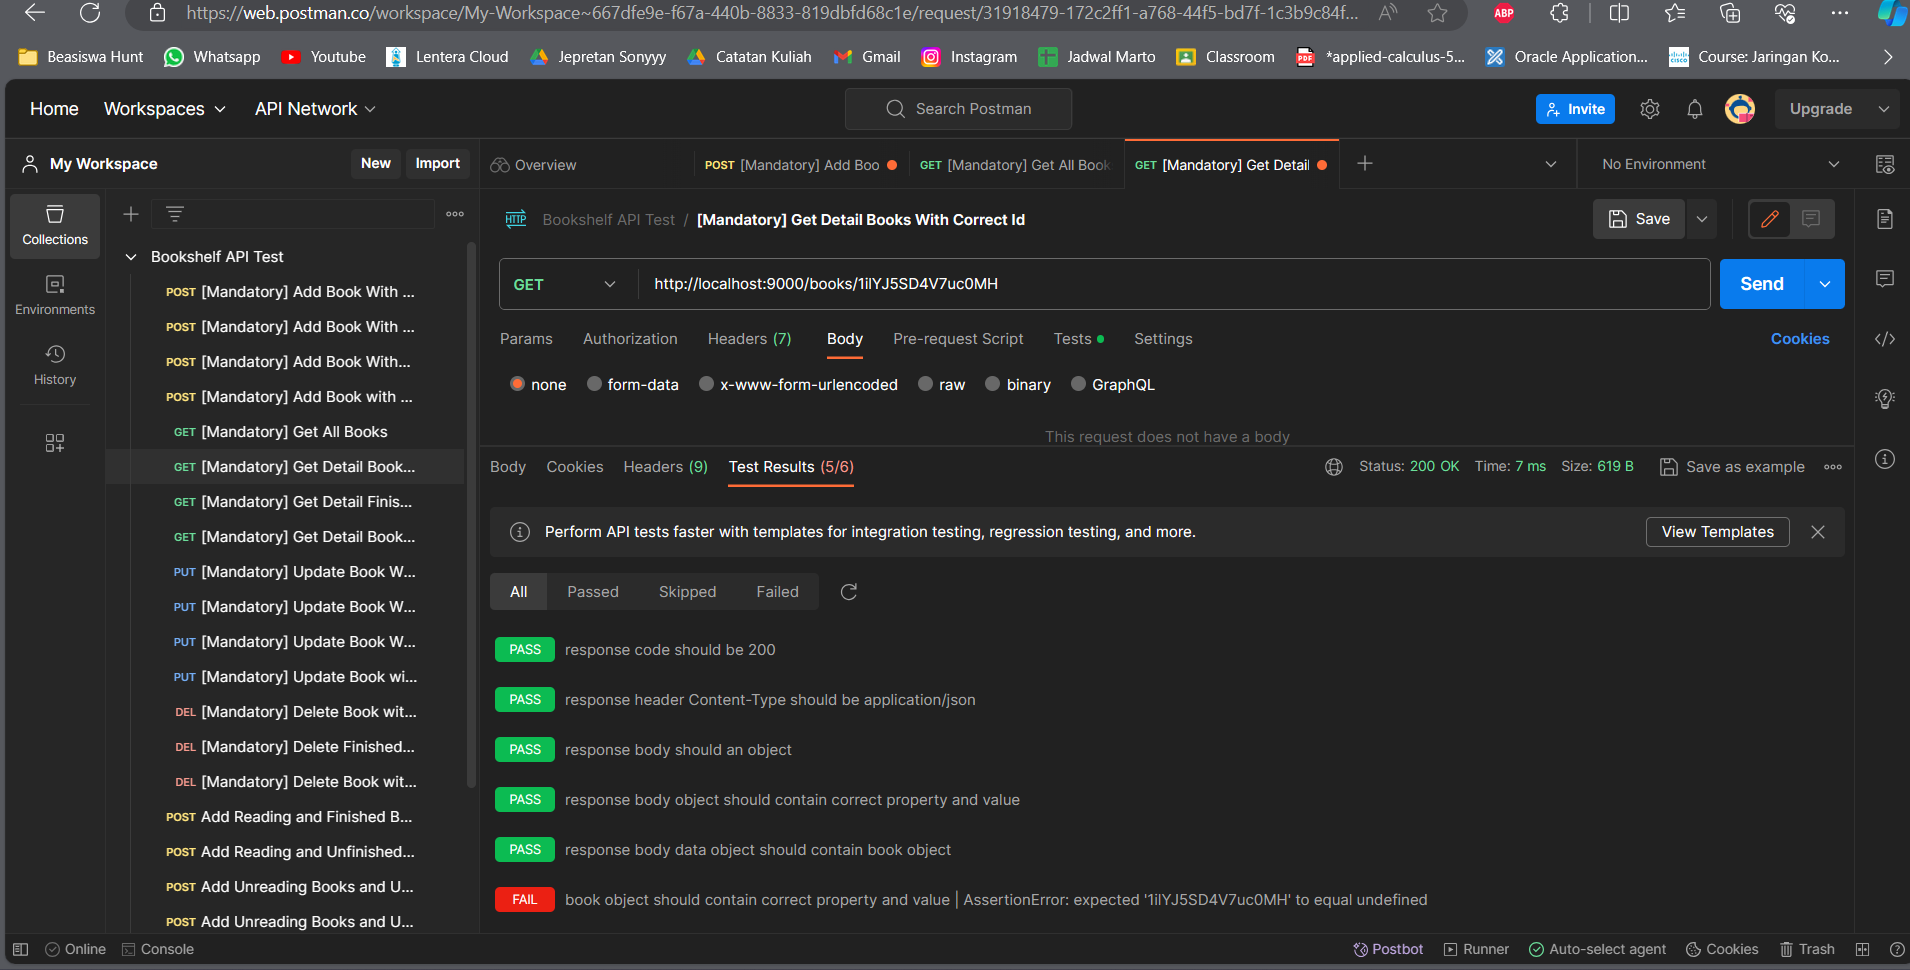 https://web.postman.co/workspace/My-Workspace~667dfe9e-f67a-440b-8833-819dbfd68c1e/request/31918479-172c2ff1-a768-44f5-bd7f-1c3b9c84f...
ABP
Beasiswa Hunt
Whatsapp
Youtube
Lentera Cloud
Jepretan Sonyyy
Catatan Kuliah
Gmail
Instagram
Jadwal Marto
Classroom
PDF
*applied-calculus-5...
Oracle Application...
Course: Jaringan Ko...
Home
Workspaces
API Network
Search Postman
Invite
Upgrade
My Workspace
New
Import
Overview
POST [Mandatory] Add Boo
GET [Mandatory] Get All Book
GET [Mandatory] Get Detail
No Environment
Collections
Environments
History
Bookshelf API Test
POST [Mandatory] Add Book With ...
POST [Mandatory] Add Book With ...
POST [Mandatory] Add Book With...
POST [Mandatory] Add Book with ...
GET [Mandatory] Get All Books
GET [Mandatory] Get Detail Book...
GET [Mandatory] Get Detail Finis...
GET [Mandatory] Get Detail Book...
PUT [Mandatory] Update Book W...
PUT [Mandatory] Update Book W...
PUT [Mandatory] Update Book W...
PUT [Mandatory] Update Book wi...
DEL [Mandatory] Delete Book wit...
DEL [Mandatory] Delete Finished...
DEL [Mandatory] Delete Book wit...
POST Add Reading and Finished B...
POST Add Reading and Unfinished...
POST Add Unreading Books and U...
POST Add Unreading Books and U...
HTTP Bookshelf API Test / [Mandatory] Get Detail Books With Correct Id
Save
GET http://localhost:9000/books/1ilYJ5SD4V7uc0MH
Send
Params Authorization Headers (7) Body Pre-request Script Tests Settings
Cookies
none form-data x-www-form-urlencoded raw binary GraphQL
This request does not have a body
Body Cookies Headers (9) Test Results (5/6)
Status: 200 OK Time: 7 ms Size: 619 B Save as example
Perform API tests faster with templates for integration testing, regression testing, and more.
View Templates
All Passed Skipped Failed
PASS response code should be 200
PASS response header Content-Type should be application/json
PASS response body should an object
PASS response body object should contain correct property and value
PASS response body data object should contain book object
FAIL book object should contain correct property and value | AssertionError: expected '1ilYJ5SD4V7uc0MH' to equal undefined
Online Console
Postbot Runner Auto-select agent Cookies Trash